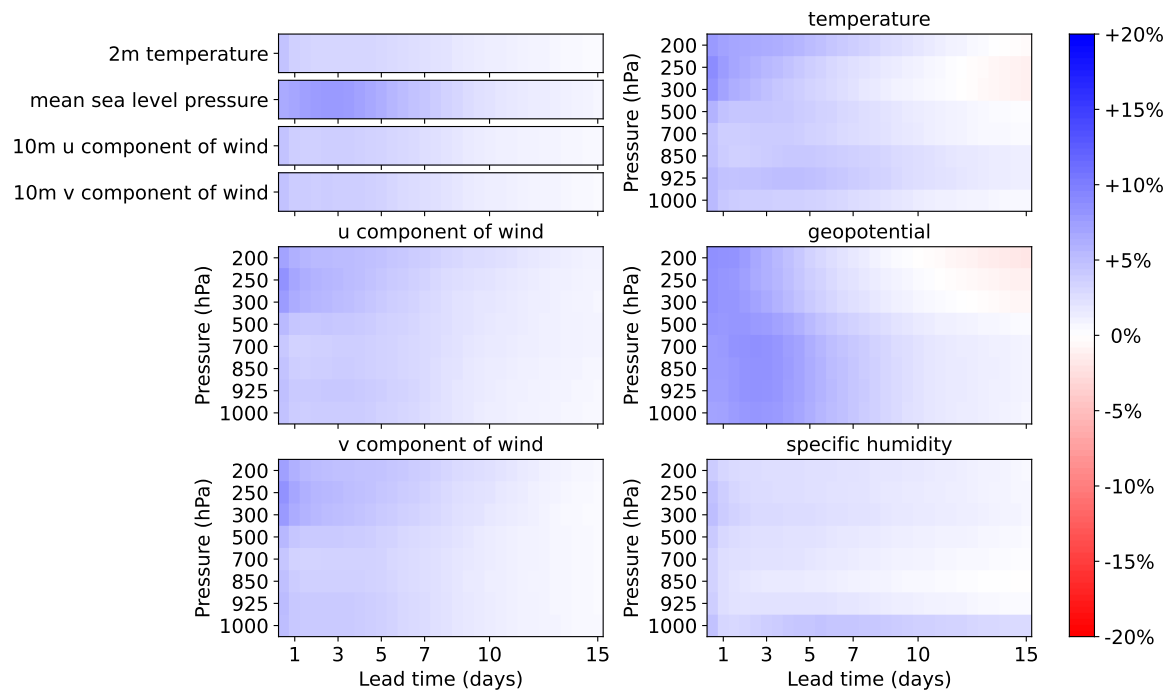 2m temperature
mean sea level pressure
10m u component of wind
10m v component of wind
temperature
Pressure (hPa)
200
250
300
500
700
850
925
1000
u component of wind
Pressure (hPa)
200
250
300
500
700
850
925
1000
geopotential
Pressure (hPa)
200
250
300
500
700
850
925
1000
v component of wind
Pressure (hPa)
200
250
300
500
700
850
925
1000
1 3 5 7 10 15
Lead time (days)
specific humidity
Pressure (hPa)
200
250
300
500
700
850
925
1000
1 3 5 7 10 15
Lead time (days)
+20%
+15%
+10%
+5%
0%
-5%
-10%
-15%
-20%